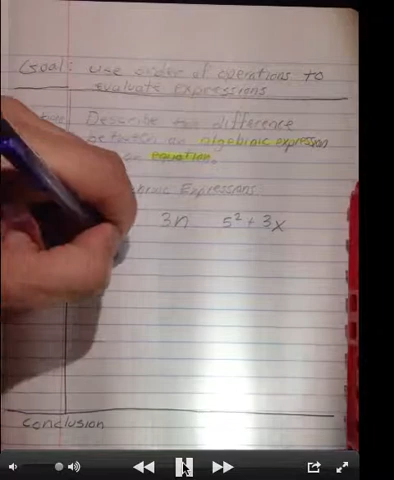 Goal: use order of operations to
evaluate expressions
Describe the difference
between an algebraic expression
an equation.
Expressions
3n 5² + 3x
Conclusion